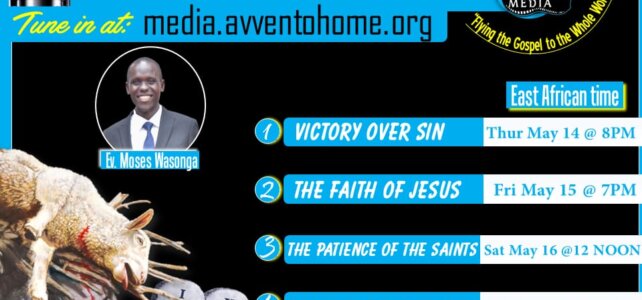 Tune in at: media.avventohome.org
MEDIA
"Flying the Gospel to the Whole Wo
East African time
Ev. Moses Wasonga
1 VICTORY OVER SIN Thur May 14 @ 8PM
2 THE FAITH OF JESUS Fri May 15 @ 7PM
3 THE PATIENCE OF THE SAINTS Sat May 16 @12 NOON